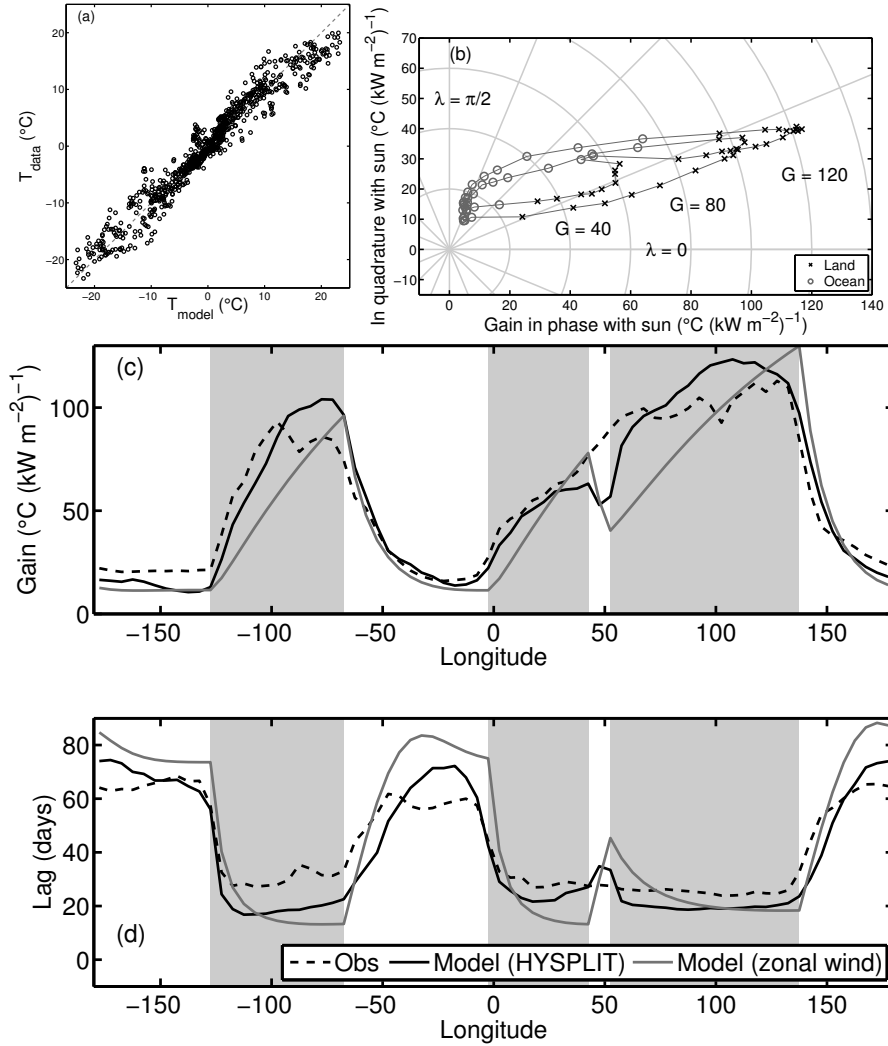 (a)
T_data (°C)
20
10
0
−10
−20
−20 −10 0 10 20
T_model (°C)
(b)
In quadrature with sun (°C (kW m⁻²)⁻¹)
70
60
50
40
30
20
10
0
−10
λ = π/2
G = 120
G = 80
G = 40
λ = 0
× Land
○ Ocean
0 20 40 60 80 100 120 140
Gain in phase with sun (°C (kW m⁻²)⁻¹)
(c)
Gain (°C (kW m⁻²)⁻¹)
100
50
0
−150 −100 −50 0 50 100 150
Longitude
(d)
Lag (days)
80
60
40
20
0
Obs Model (HYSPLIT) Model (zonal wind)
−150 −100 −50 0 50 100 150
Longitude